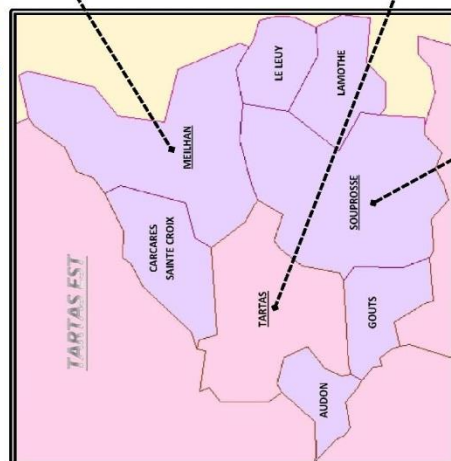 TARTAS EST
MEILHAN
LE LEUY
LAMOTHE
CARCARES
SAINTE CROIX
SOUPROSSE
TARTAS
GOUTS
AUDON